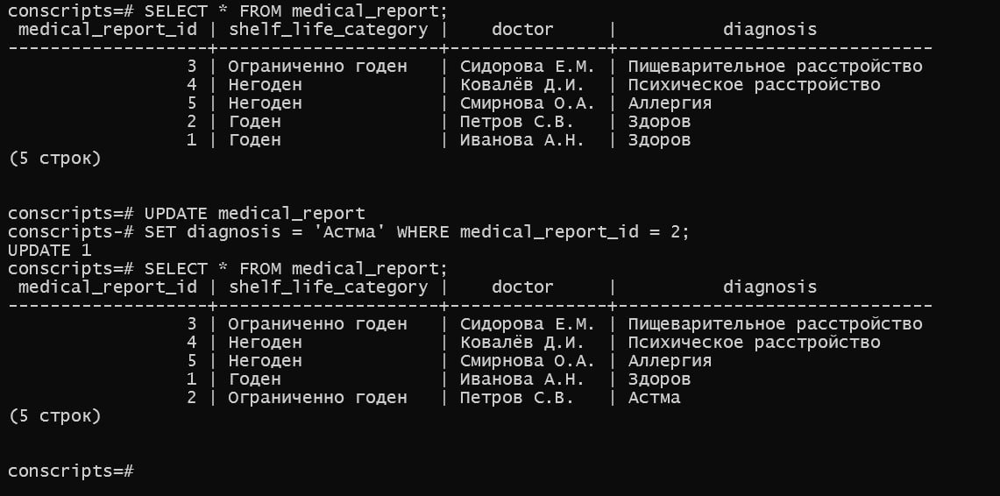 conscripts=# SELECT * FROM medical_report;
 medical_report_id | shelf_life_category |    doctor     |          diagnosis
-------------------+---------------------+---------------+------------------------------
                 3 | Ограниченно годен   | Сидорова Е.М. | Пищеварительное расстройство
                 4 | Негоден             | Ковалёв Д.И.  | Психическое расстройство
                 5 | Негоден             | Смирнова О.А. | Аллергия
                 2 | Годен               | Петров С.В.   | Здоров
                 1 | Годен               | Иванова А.Н.  | Здоров
(5 строк)
conscripts=# UPDATE medical_report
conscripts-# SET diagnosis = 'Астма' WHERE medical_report_id = 2;
UPDATE 1
conscripts=# SELECT * FROM medical_report;
 medical_report_id | shelf_life_category |    doctor     |          diagnosis
-------------------+---------------------+---------------+------------------------------
                 3 | Ограниченно годен   | Сидорова Е.М. | Пищеварительное расстройство
                 4 | Негоден             | Ковалёв Д.И.  | Психическое расстройство
                 5 | Негоден             | Смирнова О.А. | Аллергия
                 1 | Годен               | Иванова А.Н.  | Здоров
                 2 | Ограниченно годен   | Петров С.В.   | Астма
(5 строк)
conscripts=#